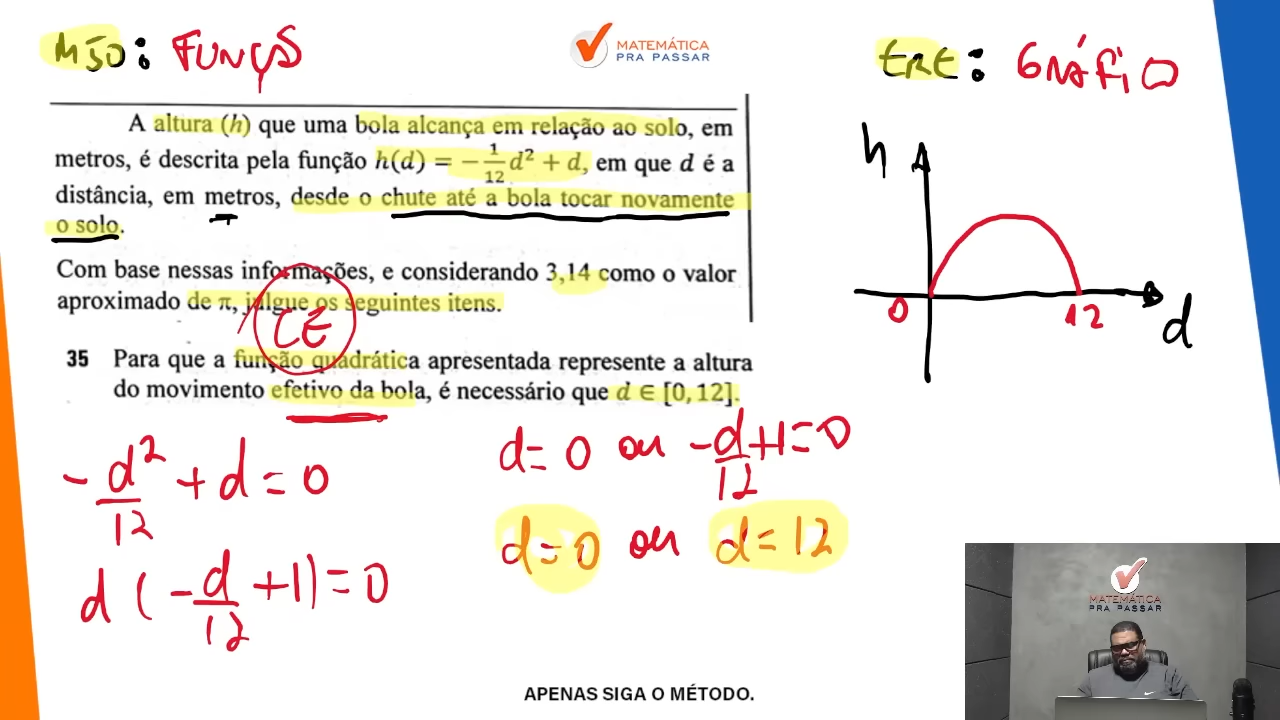 MJO: FUNÇS
MATEMÁTICA
PRA PASSAR
ERE: GRÁFICO
A altura (h) que uma bola alcança em relação ao solo, em
metros, é descrita pela função h(d) = −1/12 d² + d, em que d é a
distância, em metros, desde o chute até a bola tocar novamente
o solo.
Com base nessas informações, e considerando 3,14 como o valor
aproximado de π, julgue os seguintes itens.
CE
35 Para que a função quadrática apresentada represente a altura
do movimento efetivo da bola, é necessário que d ∈ [0, 12].
h
0 12
d
-d²/12 + d = 0
d (-d/12 + 1) = 0
d = 0 ou -d/12 + 1 = 0
d = 0 ou d = 12
MATEMÁTICA
PRA PASSAR
APENAS SIGA O MÉTODO.